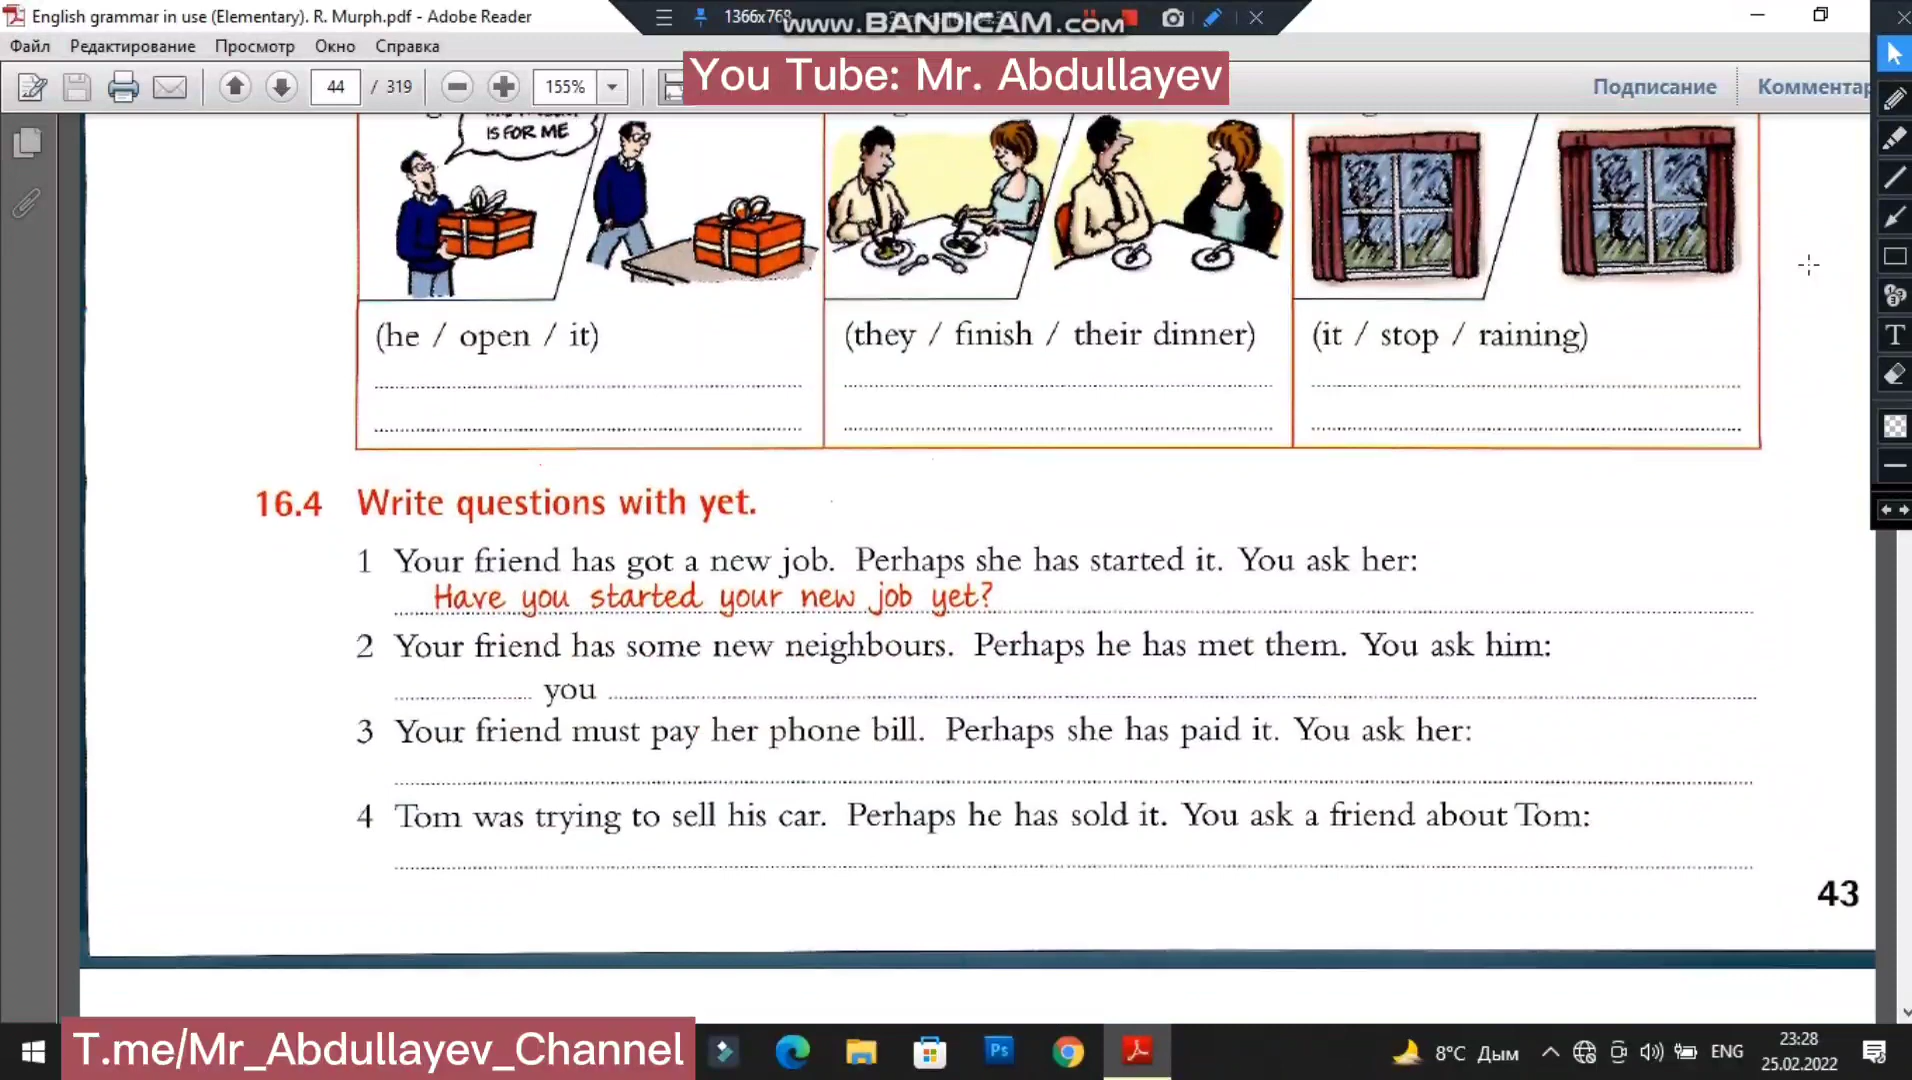 English grammar in use (Elementary). R. Murph.pdf - Adobe Reader
1366x768
www.BANDICAM.com
Файл Редактирование Просмотр Окно Справка
You Tube: Mr. Abdullayev
44 / 319 155%
Подписание Комментар
IS FOR ME
(he / open / it)
(they / finish / their dinner)
(it / stop / raining)
16.4 Write questions with yet.
1 Your friend has got a new job. Perhaps she has started it. You ask her:
Have you started your new job yet?
2 Your friend has some new neighbours. Perhaps he has met them. You ask him:
you
3 Your friend must pay her phone bill. Perhaps she has paid it. You ask her:
4 Tom was trying to sell his car. Perhaps he has sold it. You ask a friend about Tom:
43
T.me/Mr_Abdullayev_Channel
Ps
8°C Дым
ENG
23:28
25.02.2022